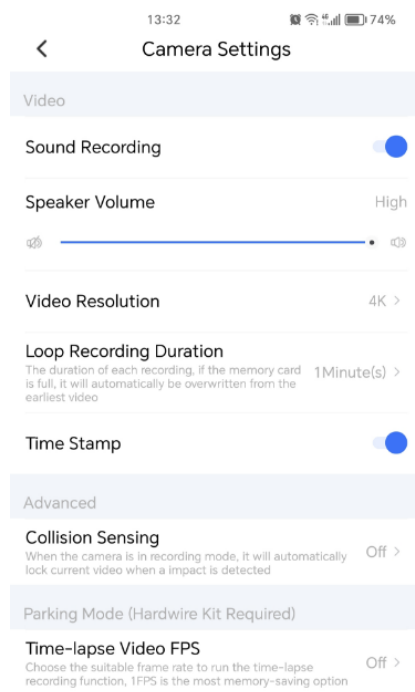 13:32 74%
Camera Settings
Video
Sound Recording
Speaker Volume High
Video Resolution 4K
Loop Recording Duration
The duration of each recording, if the memory card
is full, it will automatically be overwritten from the
earliest video
1Minute(s)
Time Stamp
Advanced
Collision Sensing
When the camera is in recording mode, it will automatically
lock current video when a impact is detected
Off
Parking Mode (Hardwire Kit Required)
Time-lapse Video FPS
Choose the suitable frame rate to run the time-lapse
recording function, 1FPS is the most memory-saving option
Off